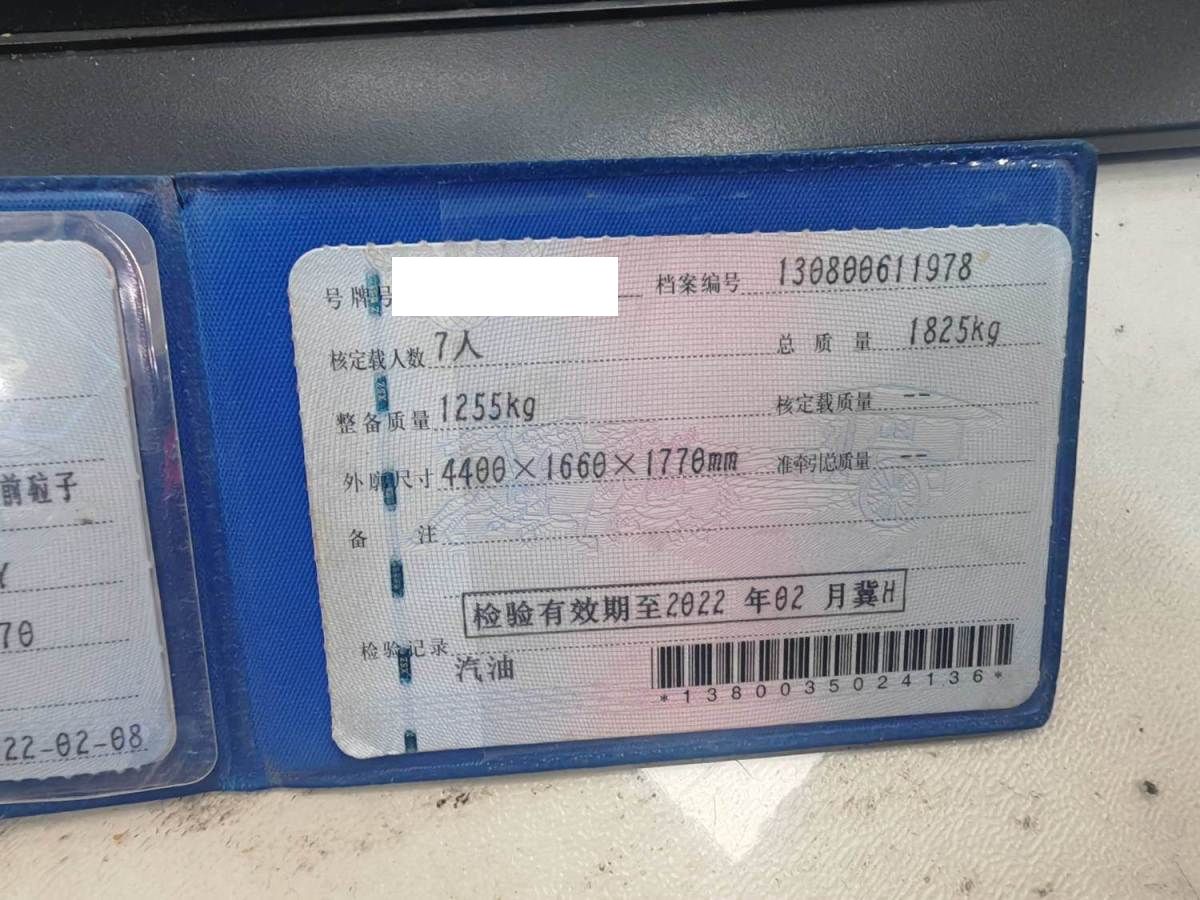 前砬子
70
22-02-08
号牌号 档案编号 130800611978
核定载人数 7人 总质量 1825kg
整备质量 1255kg 核定载质量 --
外廓尺寸 4400×1660×1770mm 准牵引总质量 --
备注
检验有效期至2022年02月冀H
检验记录
汽油
*1380035024136*